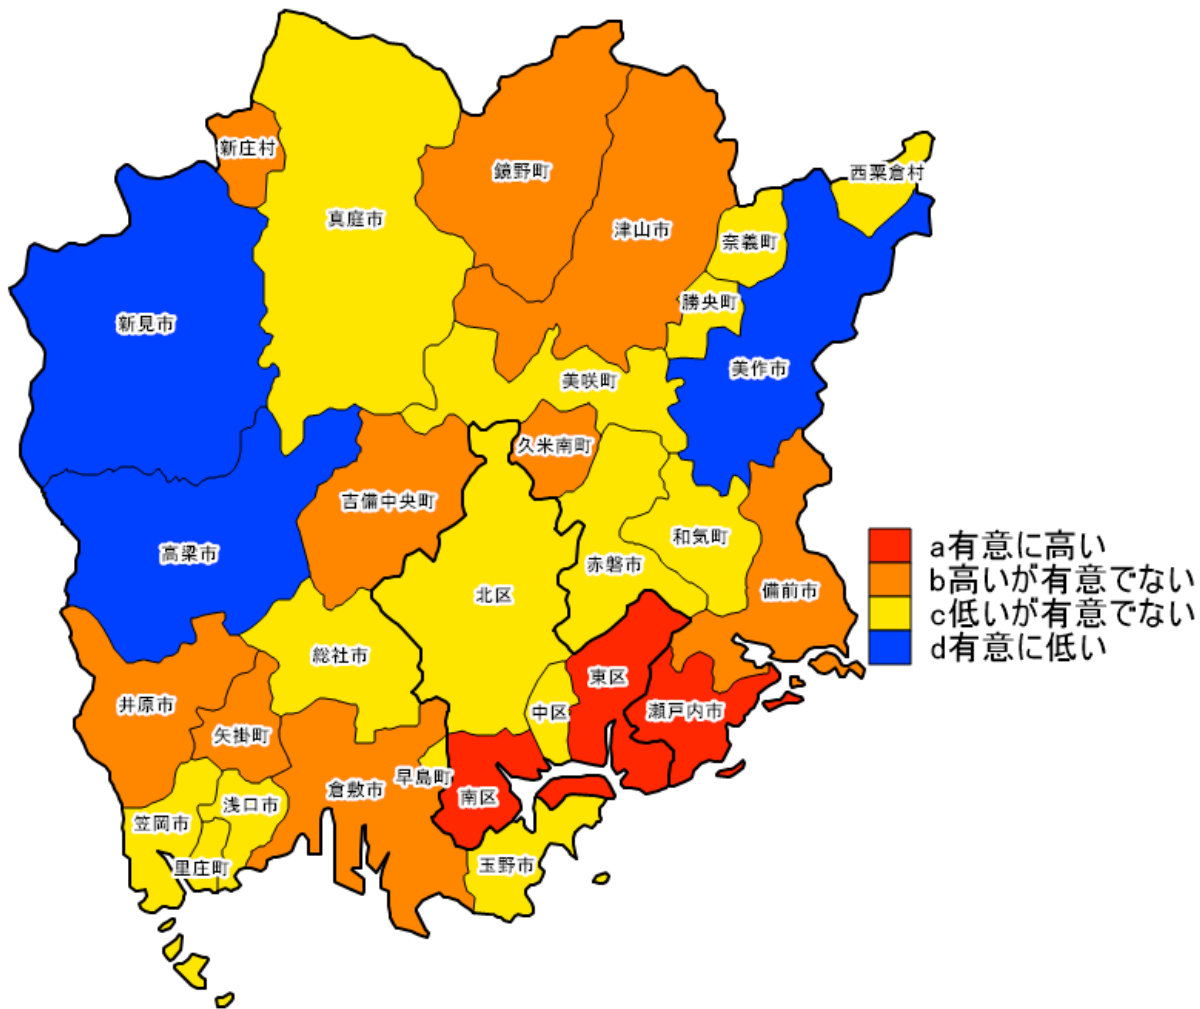 新庄村
鏡野町
西粟倉村
真庭市
津山市
奈義町
勝央町
新見市
美作市
美咲町
久米南町
吉備中央町
和気町
高梁市
赤磐市
備前市
北区
総社市
東区
井原市
瀬戸内市
中区
矢掛町
早島町
倉敷市
南区
浅口市
笠岡市
里庄町
玉野市
a有意に高い
b高いが有意でない
c低いが有意でない
d有意に低い